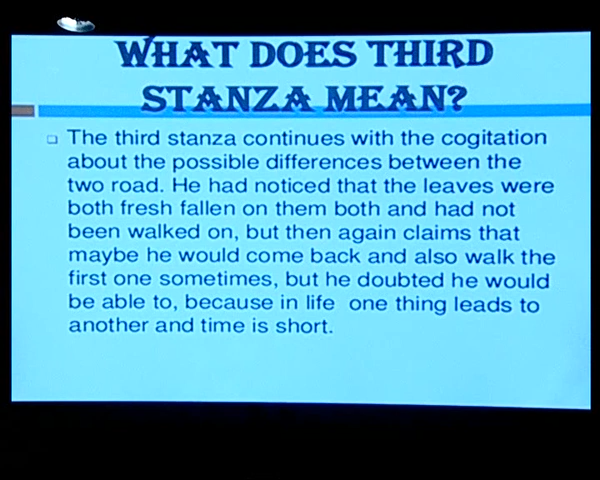 WHAT DOES THIRD
STANZA MEAN?
The third stanza continues with the cogitation
about the possible differences between the
two road. He had noticed that the leaves were
both fresh fallen on them both and had not
been walked on, but then again claims that
maybe he would come back and also walk the
first one sometimes, but he doubted he would
be able to, because in life one thing leads to
another and time is short.